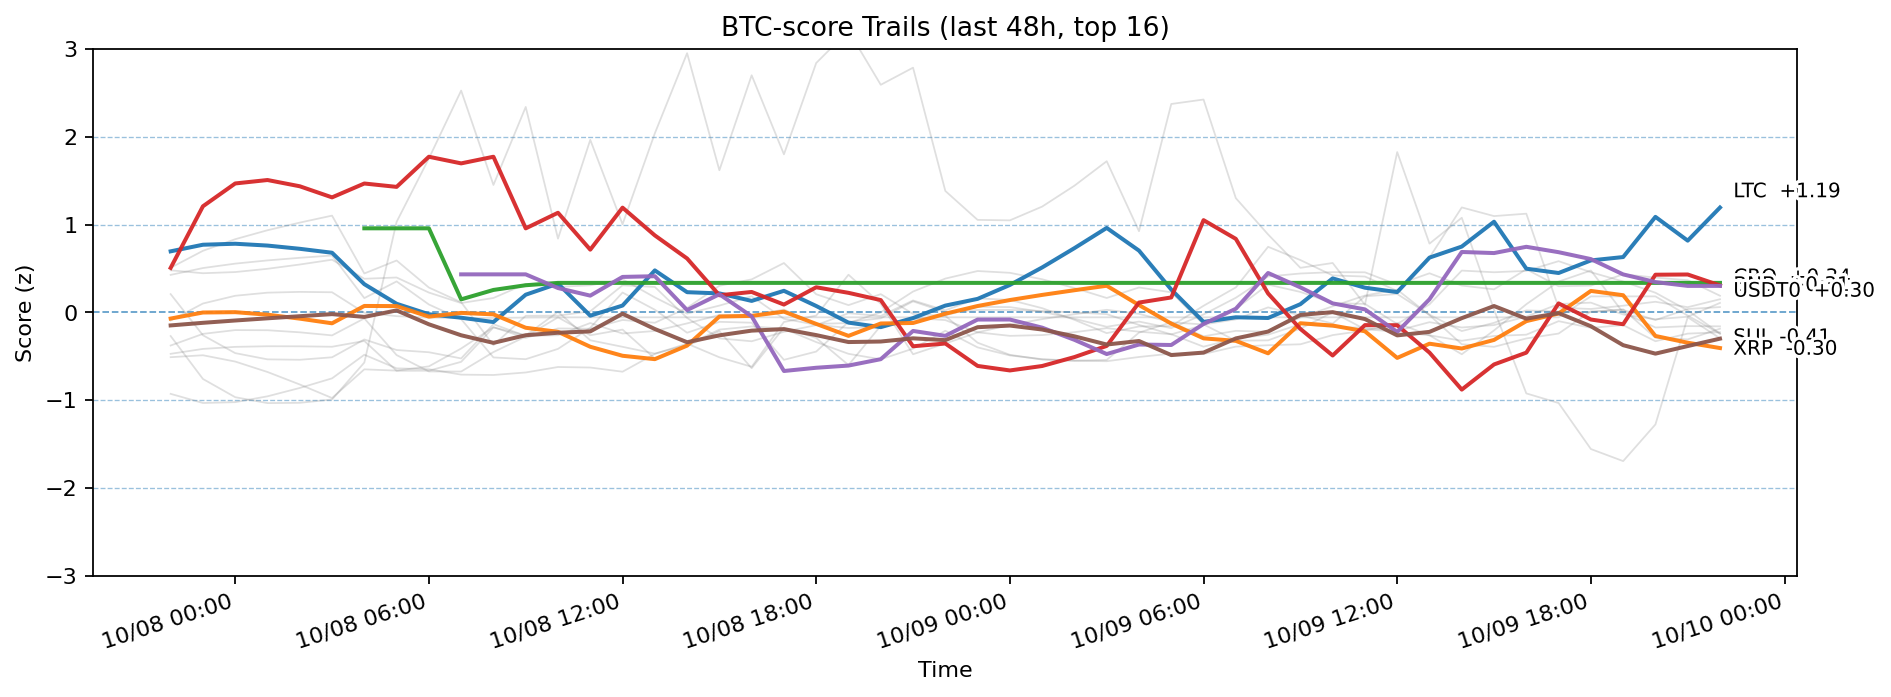 BTC-score Trails (last 48h, top 16)
Score (z)
3
2
1
0
−1
−2
−3
LTC +1.19
USDT0 +0.30
SUI -0.41
XRP -0.30
10/08 00:00
10/08 06:00
10/08 12:00
10/08 18:00
10/09 00:00
10/09 06:00
10/09 12:00
10/09 18:00
10/10 00:00
Time